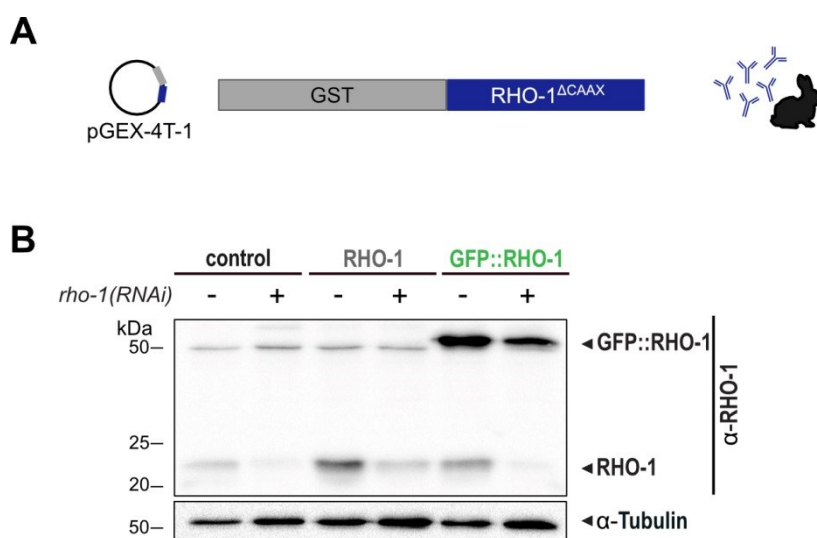 A
pGEX-4T-1
GST RHO-1ΔCAAX
B
control RHO-1 GFP::RHO-1
rho-1(RNAi) - + - + - +
kDa
50– ◄GFP::RHO-1
25–
20– ◄RHO-1
α-RHO-1
50– ◄α-Tubulin